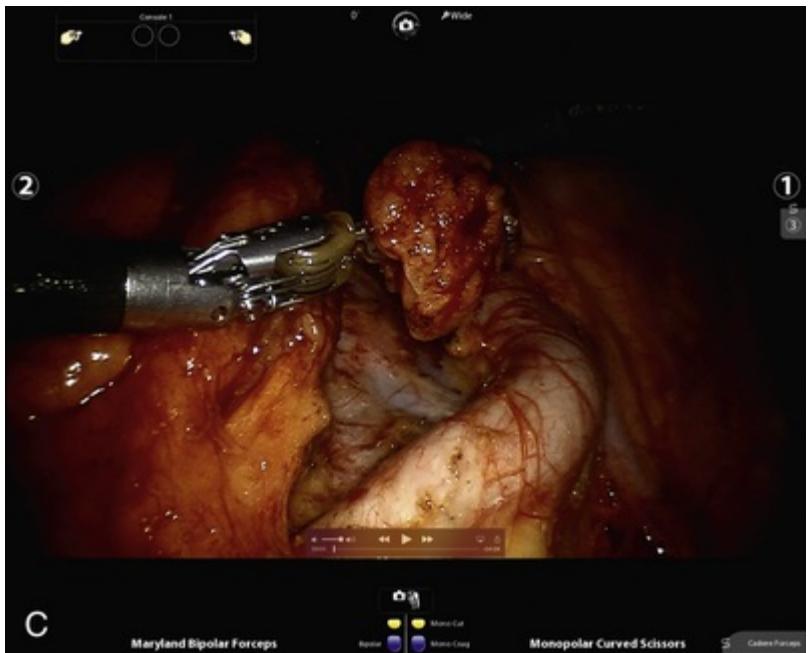 Console 1
0° Wide
2 1
3
C
Mono Cut
Bipolar Mono Coag
Maryland Bipolar Forceps Monopolar Curved Scissors Cadiere Forceps